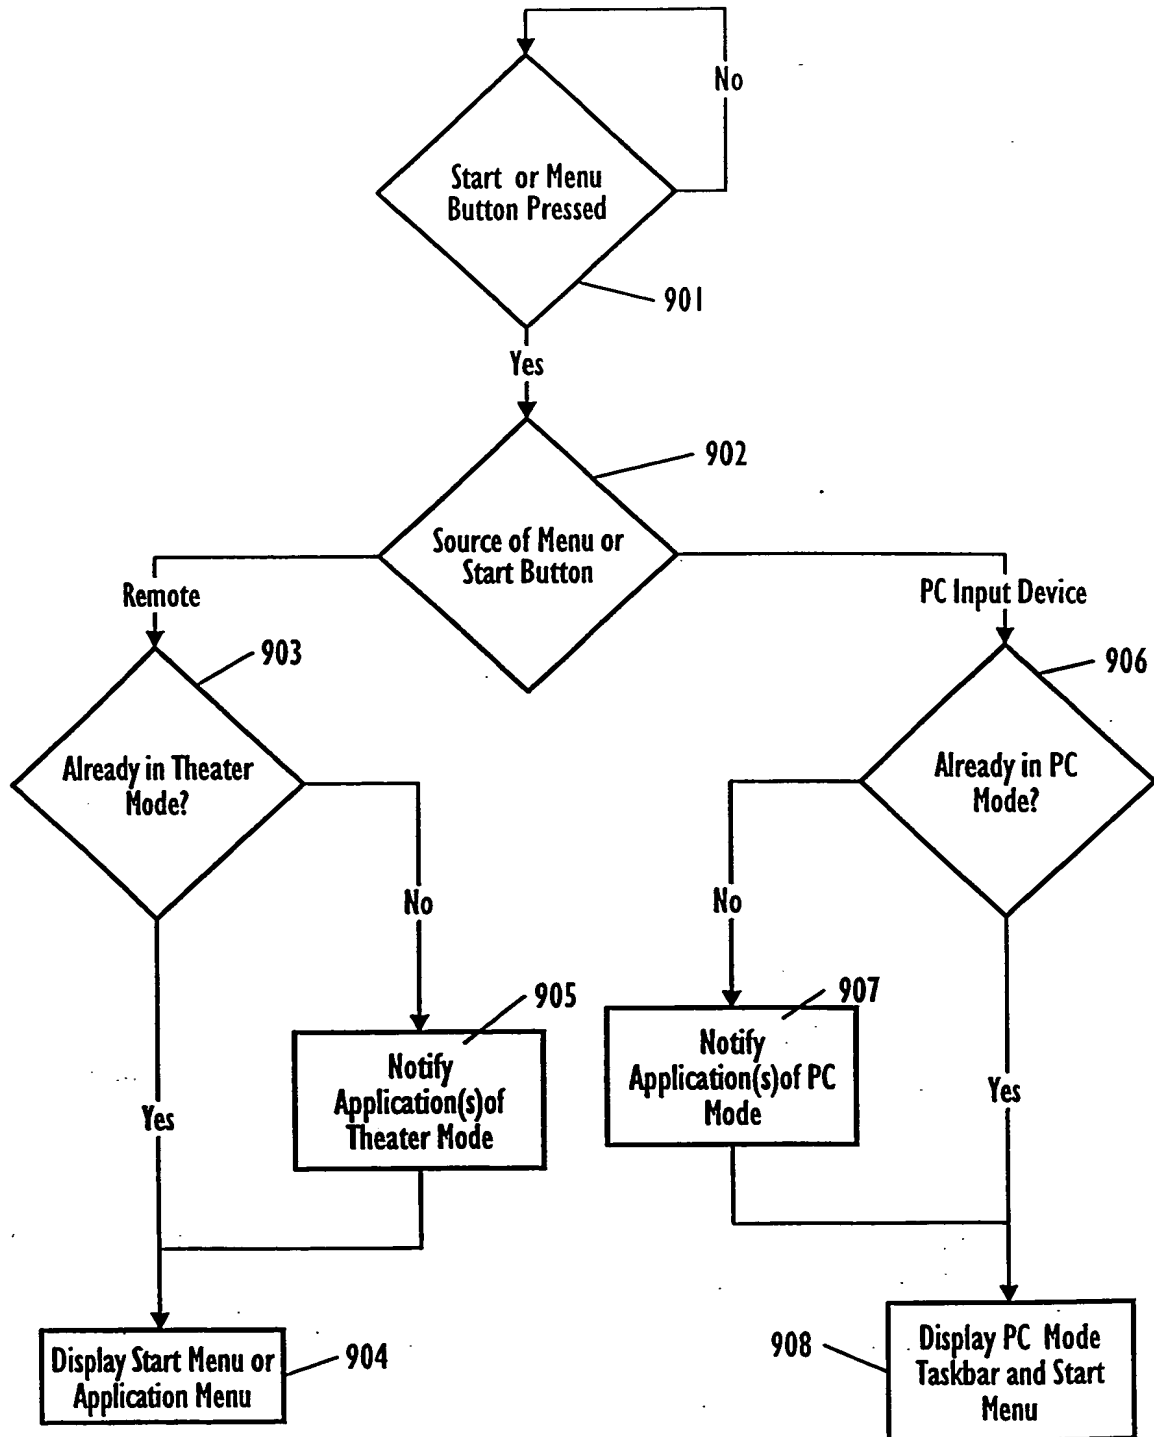 No
Start or Menu
Button Pressed
901
Yes
902
Source of Menu or
Start Button
Remote
PC Input Device
903
906
Already in Theater
Mode?
Already in PC
Mode?
No
No
905
907
Notify
Application(s)of
Theater Mode
Notify
Application(s)of PC
Mode
Yes
Yes
Display Start Menu or
Application Menu
904
908
Display PC Mode
Taskbar and Start
Menu